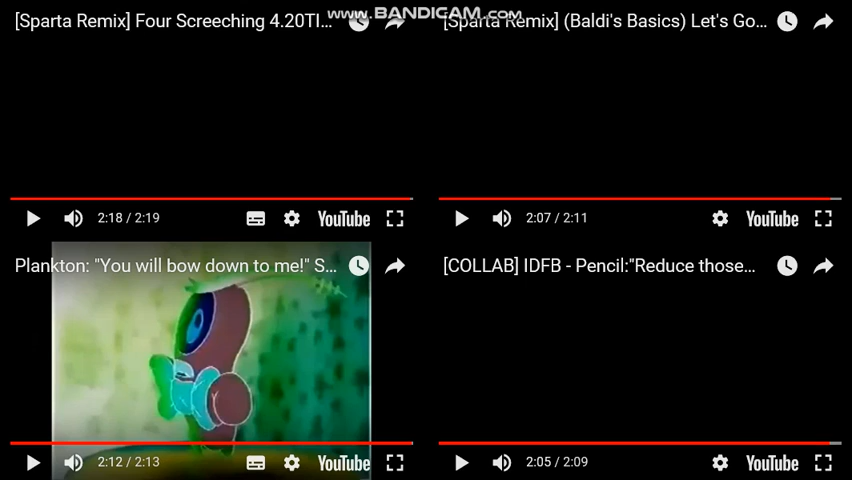 www.BANDICAM.com
[Sparta Remix] Four Screeching 4.20TI...
[Sparta Remix] (Baldi's Basics) Let's Go...
2:18 / 2:19
YouTube
2:07 / 2:11
YouTube
Plankton: "You will bow down to me!" S...
[COLLAB] IDFB - Pencil:"Reduce those...
2:12 / 2:13
YouTube
2:05 / 2:09
YouTube